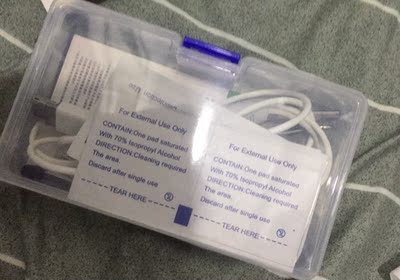 For External Use Only
CONTAIN:One pad saturated
With 70% Isopropyl Alcohol
DIRECTION:Cleaning required
The area.
Discard after single use
TEAR HERE
For External Use Only
CONTAIN:One pad saturated
With 70% Isopropyl Alcohol
DIRECTION:Cleaning required
The area.
Discard after single use
TEAR HERE